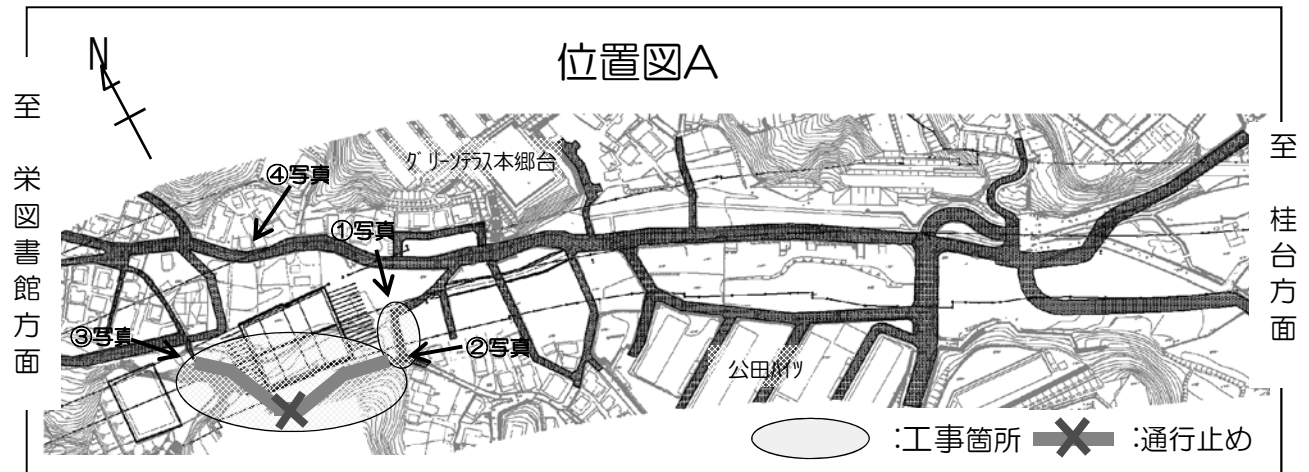 位置図A
N
至 栄図書館方面
至 桂台方面
グリーンテラス本郷台
④写真
①写真
③写真
②写真
公田ハイツ
:工事箇所
:通行止め